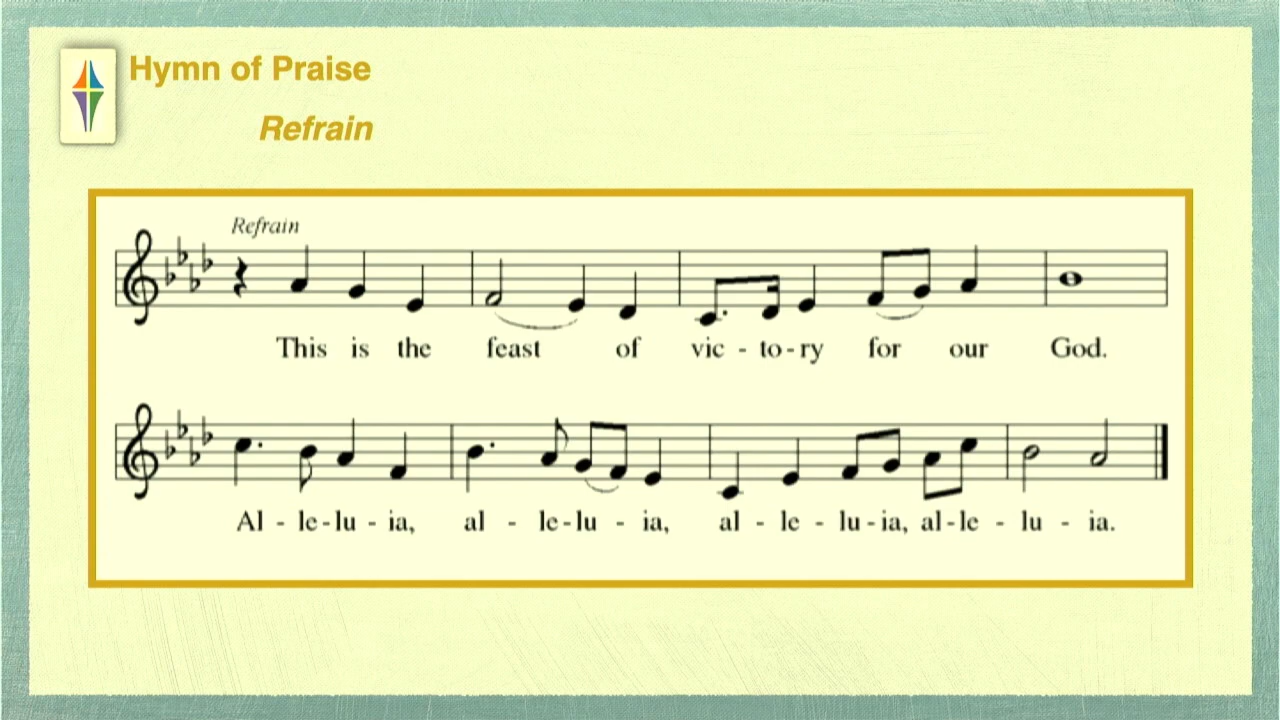 Hymn of Praise
Refrain
Refrain
This is the feast of vic - to - ry for our God.
Al - le - lu - ia, al - le - lu - ia, al - le - lu - ia, al - le - lu - ia.